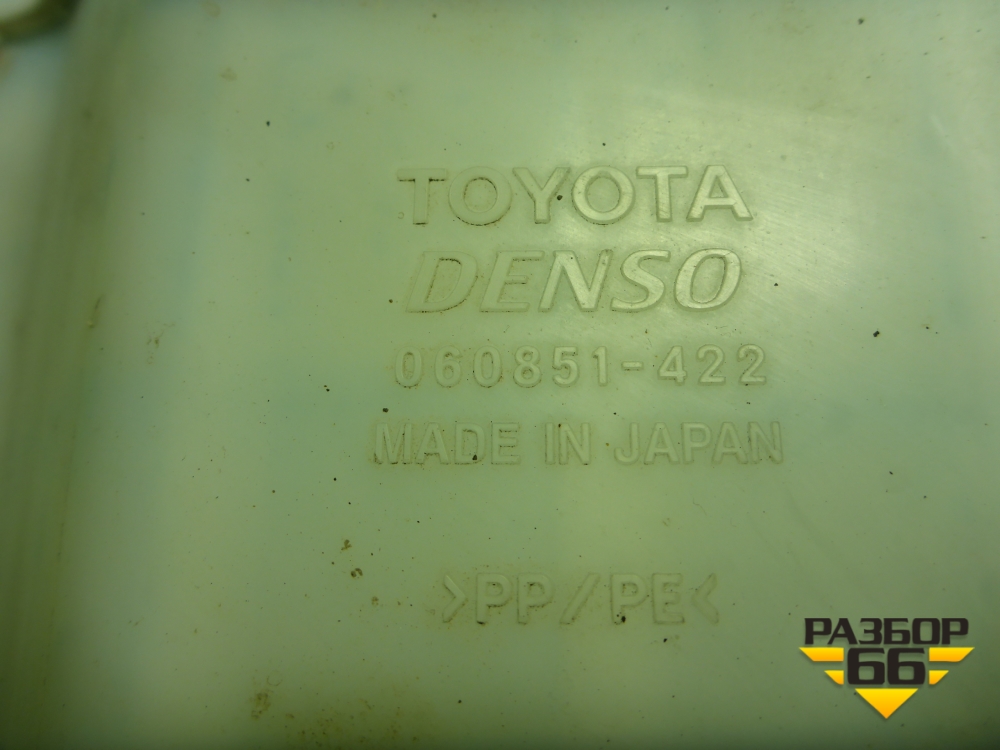 TOYOTA
DENSO
060851-422
MADE IN JAPAN
>PP/PE<
РАЗБОР
66